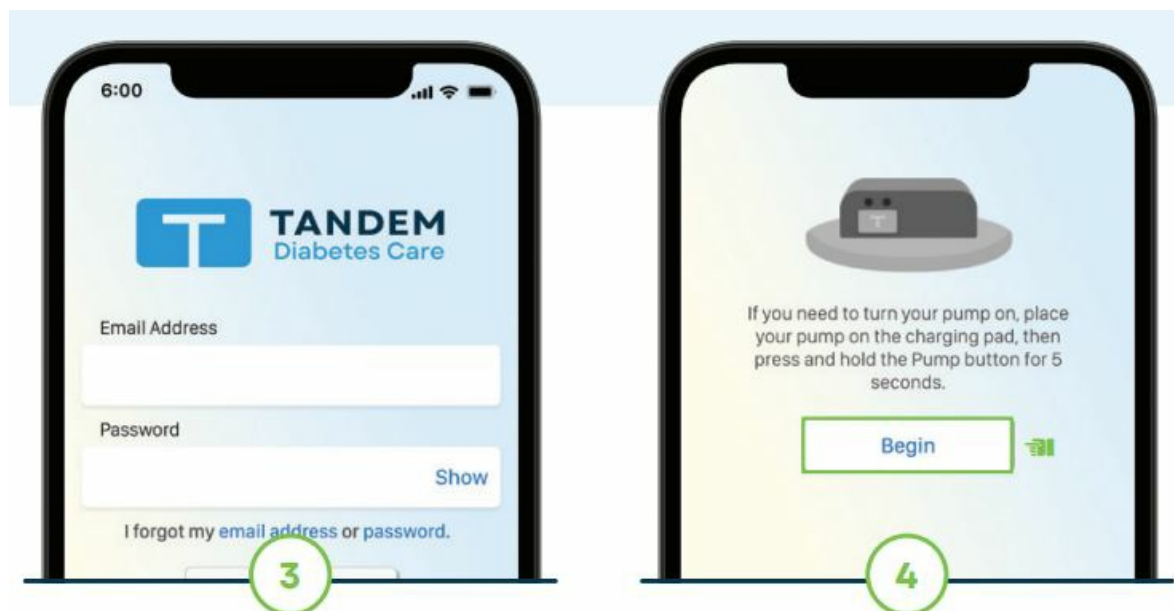 6:00
T
TANDEM
Diabetes Care
Email Address
Password
Show
I forgot my email address or password.
3
T
If you need to turn your pump on, place
your pump on the charging pad, then
press and hold the Pump button for 5
seconds.
Begin
4